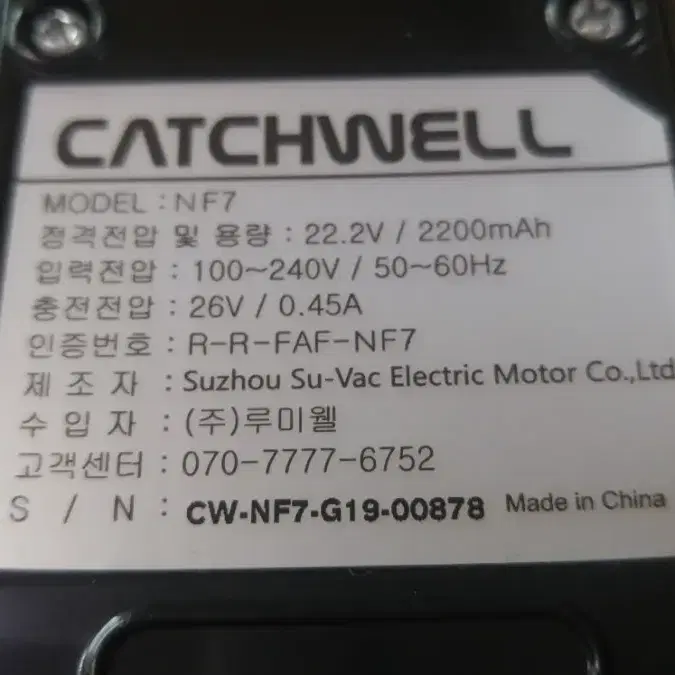 CATCHWELL
MODEL : NF7
정격전압 및 용량 : 22.2V / 2200mAh
입력전압 : 100~240V / 50~60Hz
충전전압 : 26V / 0.45A
인증번호 : R-R-FAF-NF7
제 조 자 : Suzhou Su-Vac Electric Motor Co.,Ltd
수 입 자 : (주)루미웰
고객센터 : 070-7777-6752
S / N : CW-NF7-G19-00878 Made in China